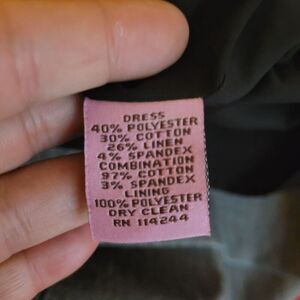 DRESS
40% POLYESTER
30% COTTON
26% LINEN
4% SPANDEX
COMBINATION
97% COTTON
3% SPANDEX
LINING
100% POLYESTER
DRY CLEAN
RN 114244